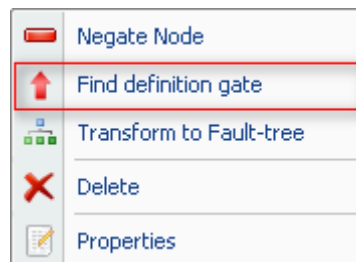 Negate Node
Find definition gate
Transform to Fault-tree
Delete
Properties